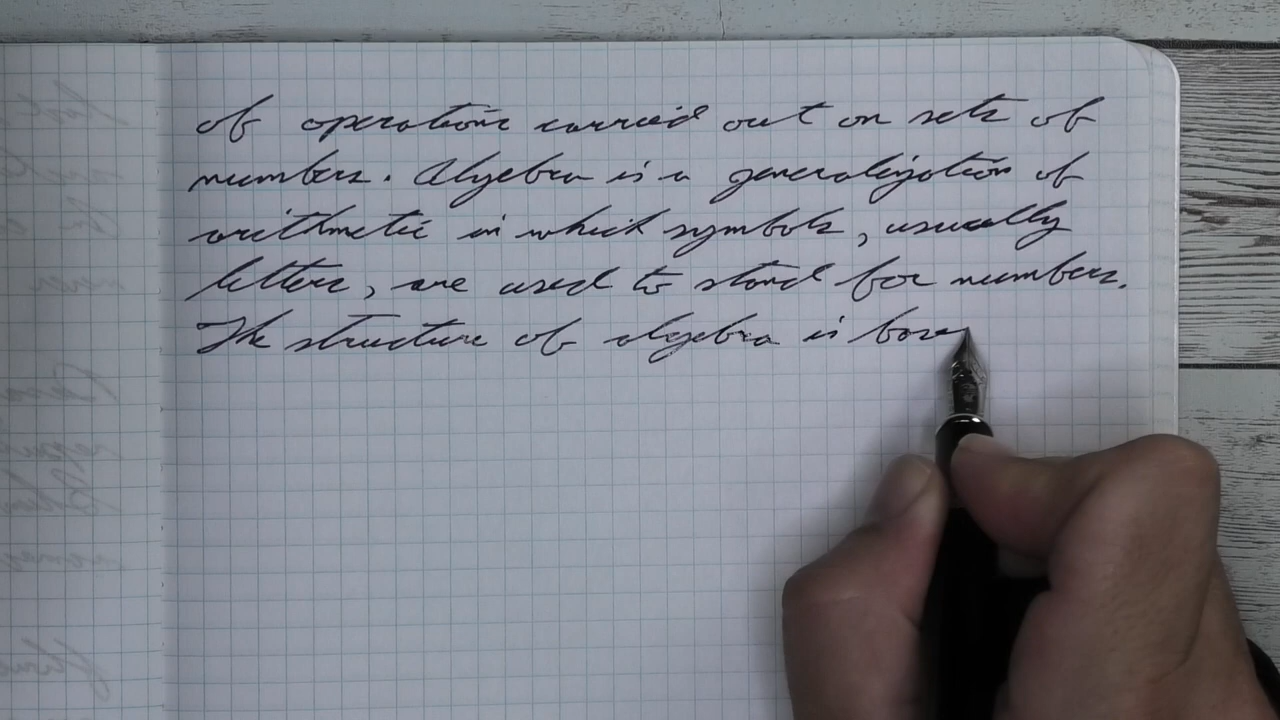 of operations carried out on sets of
numbers. Algebra is a generalization of
arithmetic in which symbols, usually
letters, are used to stand for numbers.
The structure of algebra is base